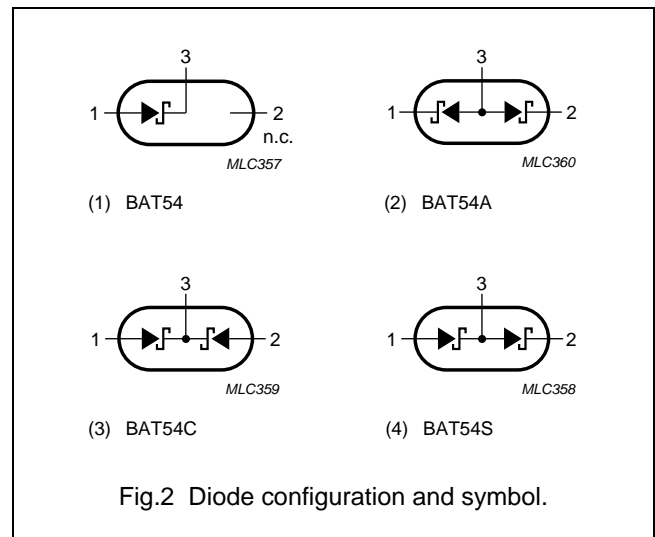 3 3
1 2 1 2
n.c.
MLC357 MLC360
(1) BAT54 (2) BAT54A
3 3
1 2 1 2
MLC359 MLC358
(3) BAT54C (4) BAT54S
Fig.2 Diode configuration and symbol.